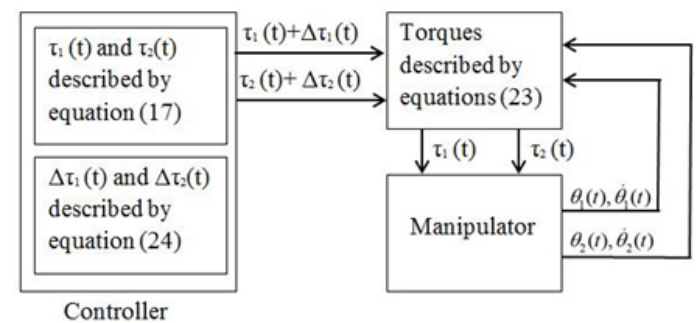 τ₁ (t) and τ₂(t)
described by
equation (17)
Δτ₁ (t) and Δτ₂(t)
described by
equation (24)
Controller
τ₁ (t)+Δτ₁(t)
τ₂ (t)+ Δτ₂(t)
Torques
described by
equations (23)
τ₁ (t)
τ₂ (t)
Manipulator
θ₁(t), θ̇₁(t)
θ₂(t), θ̇₂(t)